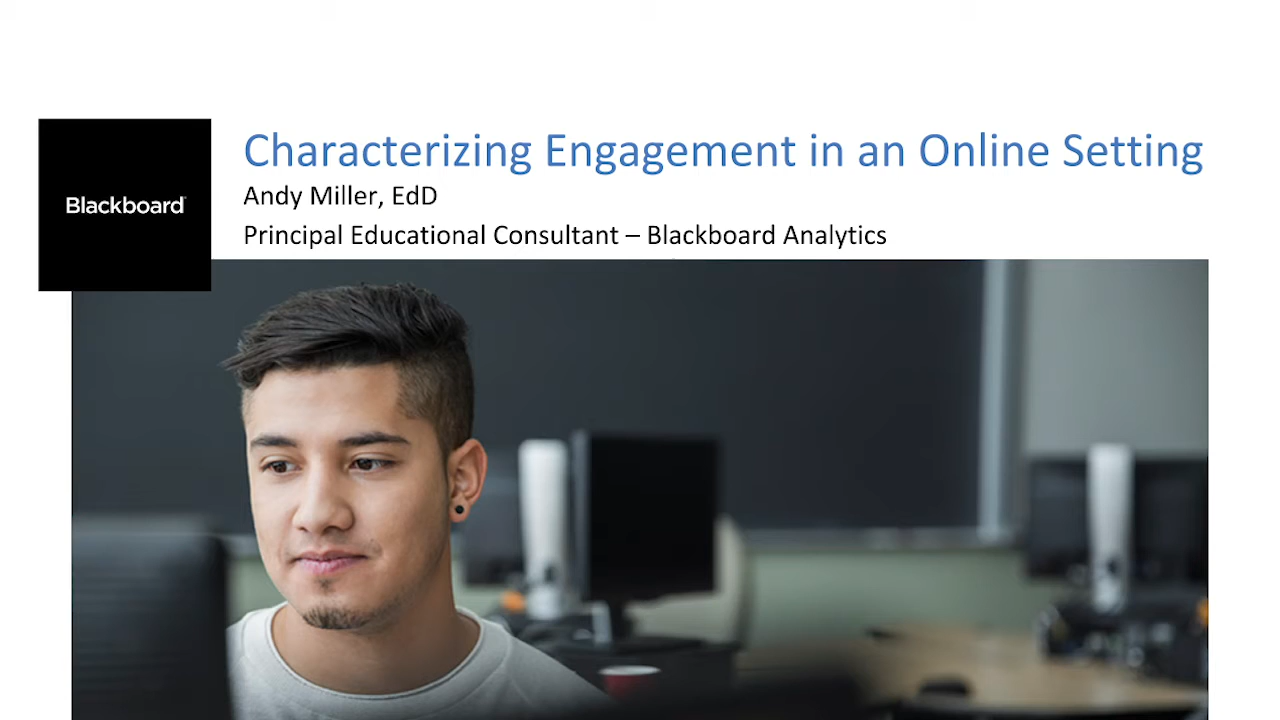 Characterizing Engagement in an Online Setting
Blackboard
Andy Miller, EdD
Principal Educational Consultant – Blackboard Analytics